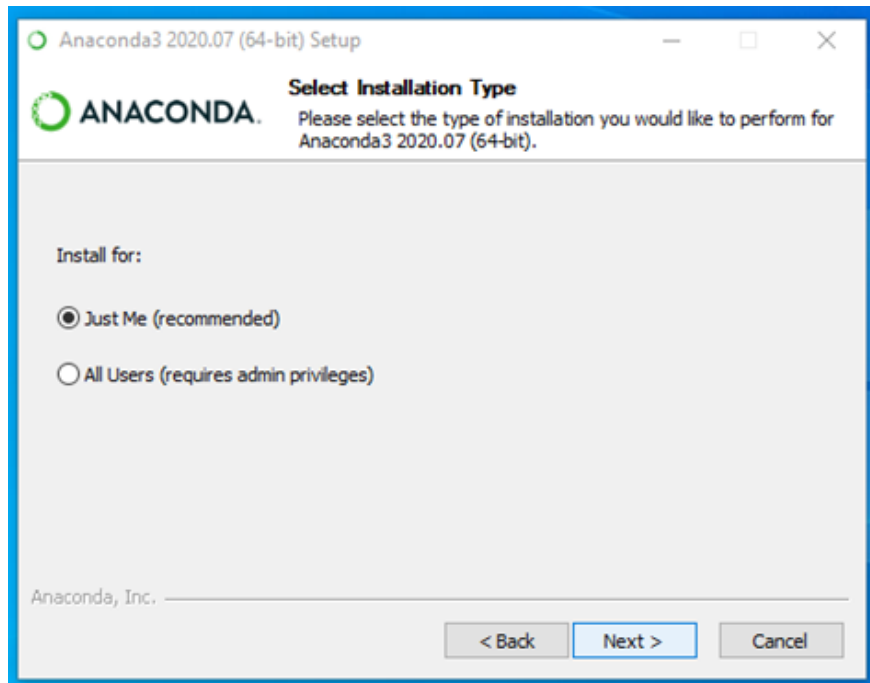 Anaconda3 2020.07 (64-bit) Setup
ANACONDA.
Select Installation Type
Please select the type of installation you would like to perform for
Anaconda3 2020.07 (64-bit).
Install for:
Just Me (recommended)
All Users (requires admin privileges)
Anaconda, Inc.
< Back
Next >
Cancel